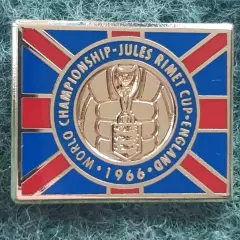 WORLD CHAMPIONSHIP-JULES RIMET CUP·ENGLAND
·1966·